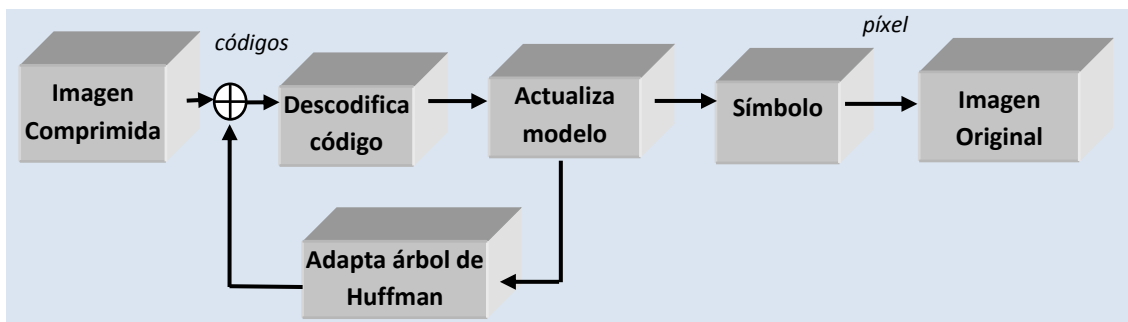 códigos
píxel
Imagen
Comprimida
Descodifica
código
Actualiza
modelo
Símbolo
Imagen
Original
Adapta árbol de
Huffman